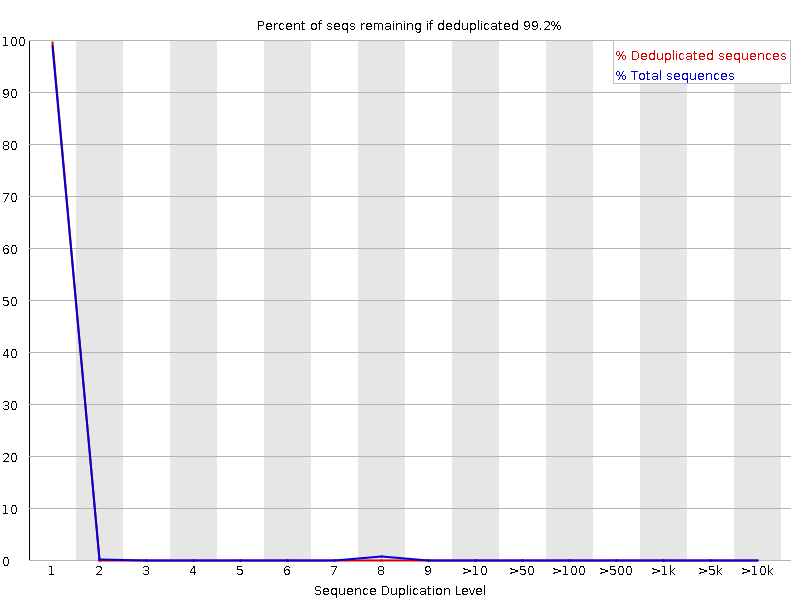 Percent of seqs remaining if deduplicated 99.2%
% Deduplicated sequences
% Total sequences
100
90
80
70
60
50
40
30
20
10
0
1 2 3 4 5 6 7 8 9 >10 >50 >100 >500 >1k >5k >10k
Sequence Duplication Level